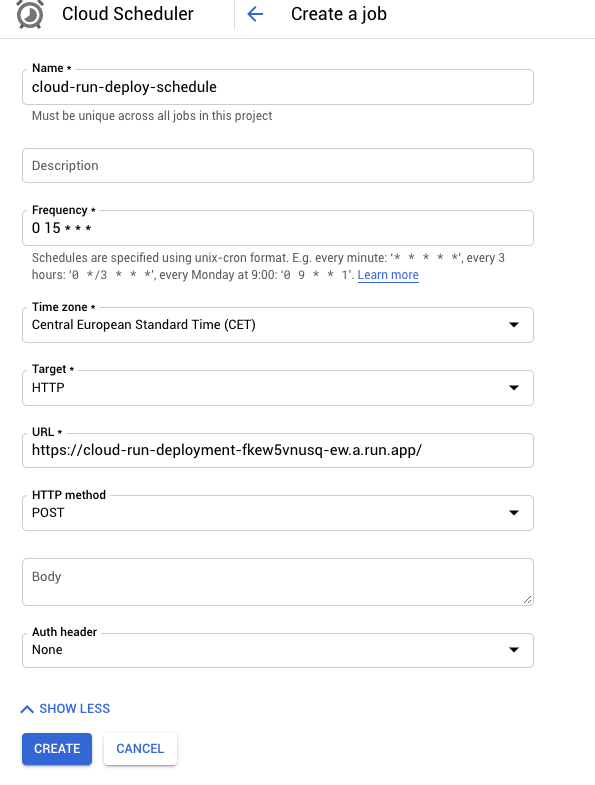 Cloud Scheduler
Create a job
Name *
cloud-run-deploy-schedule
Must be unique across all jobs in this project
Description
Frequency *
0 15 * * *
Schedules are specified using unix-cron format. E.g. every minute: '* * * * *', every 3
hours: '0 */3 * * *', every Monday at 9:00: '0 9 * * 1'. Learn more
Time zone *
Central European Standard Time (CET)
Target *
HTTP
URL *
https://cloud-run-deployment-fkew5vnusq-ew.a.run.app/
HTTP method
POST
Body
Auth header
None
SHOW LESS
CREATE
CANCEL